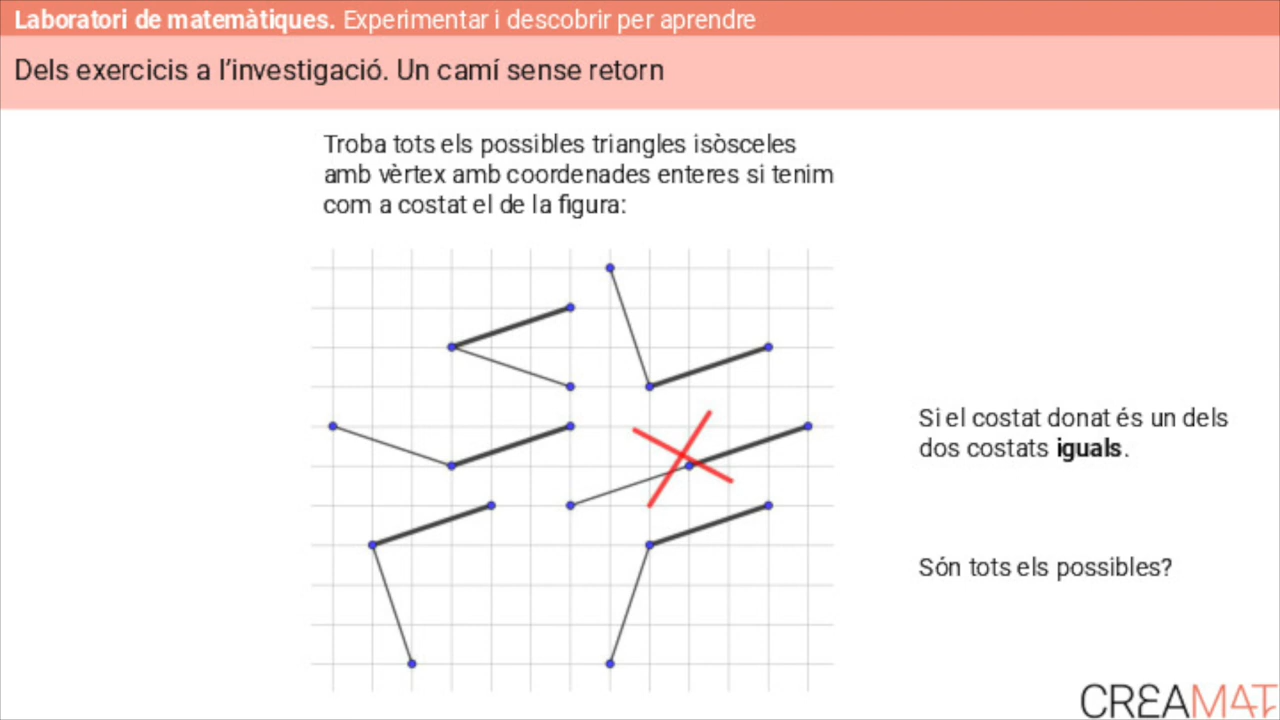 Laboratori de matemàtiques. Experimentar i descobrir per aprendre
Dels exercicis a l’investigació. Un camí sense retorn
Troba tots els possibles triangles isòsceles
amb vèrtex amb coordenades enteres si tenim
com a costat el de la figura:
Si el costat donat és un dels
dos costats iguals.
Són tots els possibles?
CREAMAT